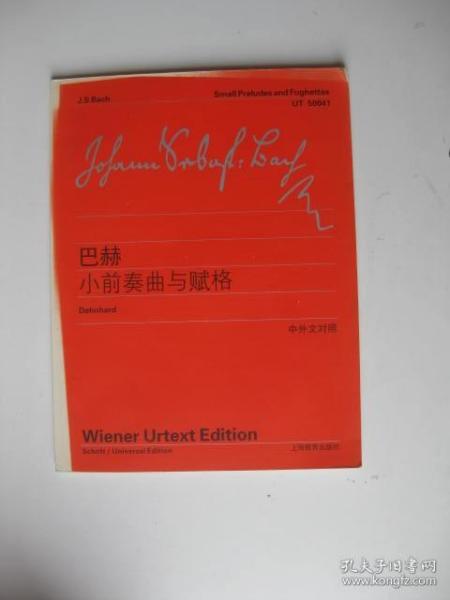 J.S.Bach
Small Preludes and Fughettas
UT 50041
Johann Sebast: Bach
巴赫
小前奏曲与赋格
Dehnhard
中外文对照
Wiener Urtext Edition
Schott / Universal Edition
上海教育出版社
孔夫子旧书网
www.kongfz.com